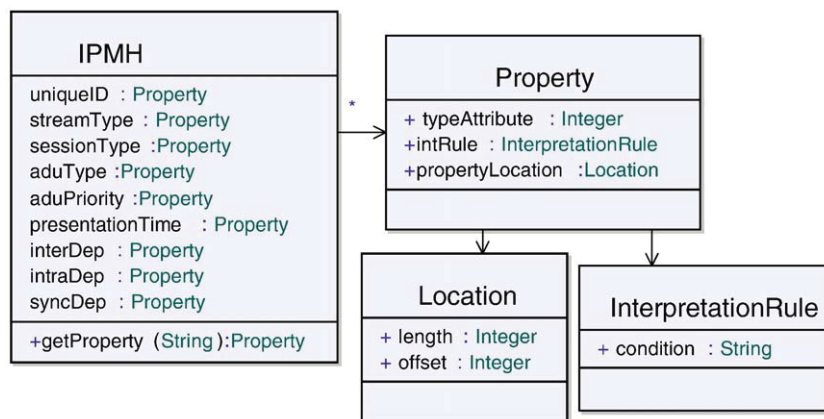 IPMH
uniqueID : Property
streamType : Property
sessionType :Property
aduType : Property
aduPriority :Property
presentationTime : Property
interDep : Property
intraDep : Property
syncDep : Property
+getProperty (String):Property
*
Property
+ typeAttribute : Integer
+intRule : InterpretationRule
+propertyLocation :Location
Location
+ length : Integer
+ offset : Integer
InterpretationRule
+ condition : String